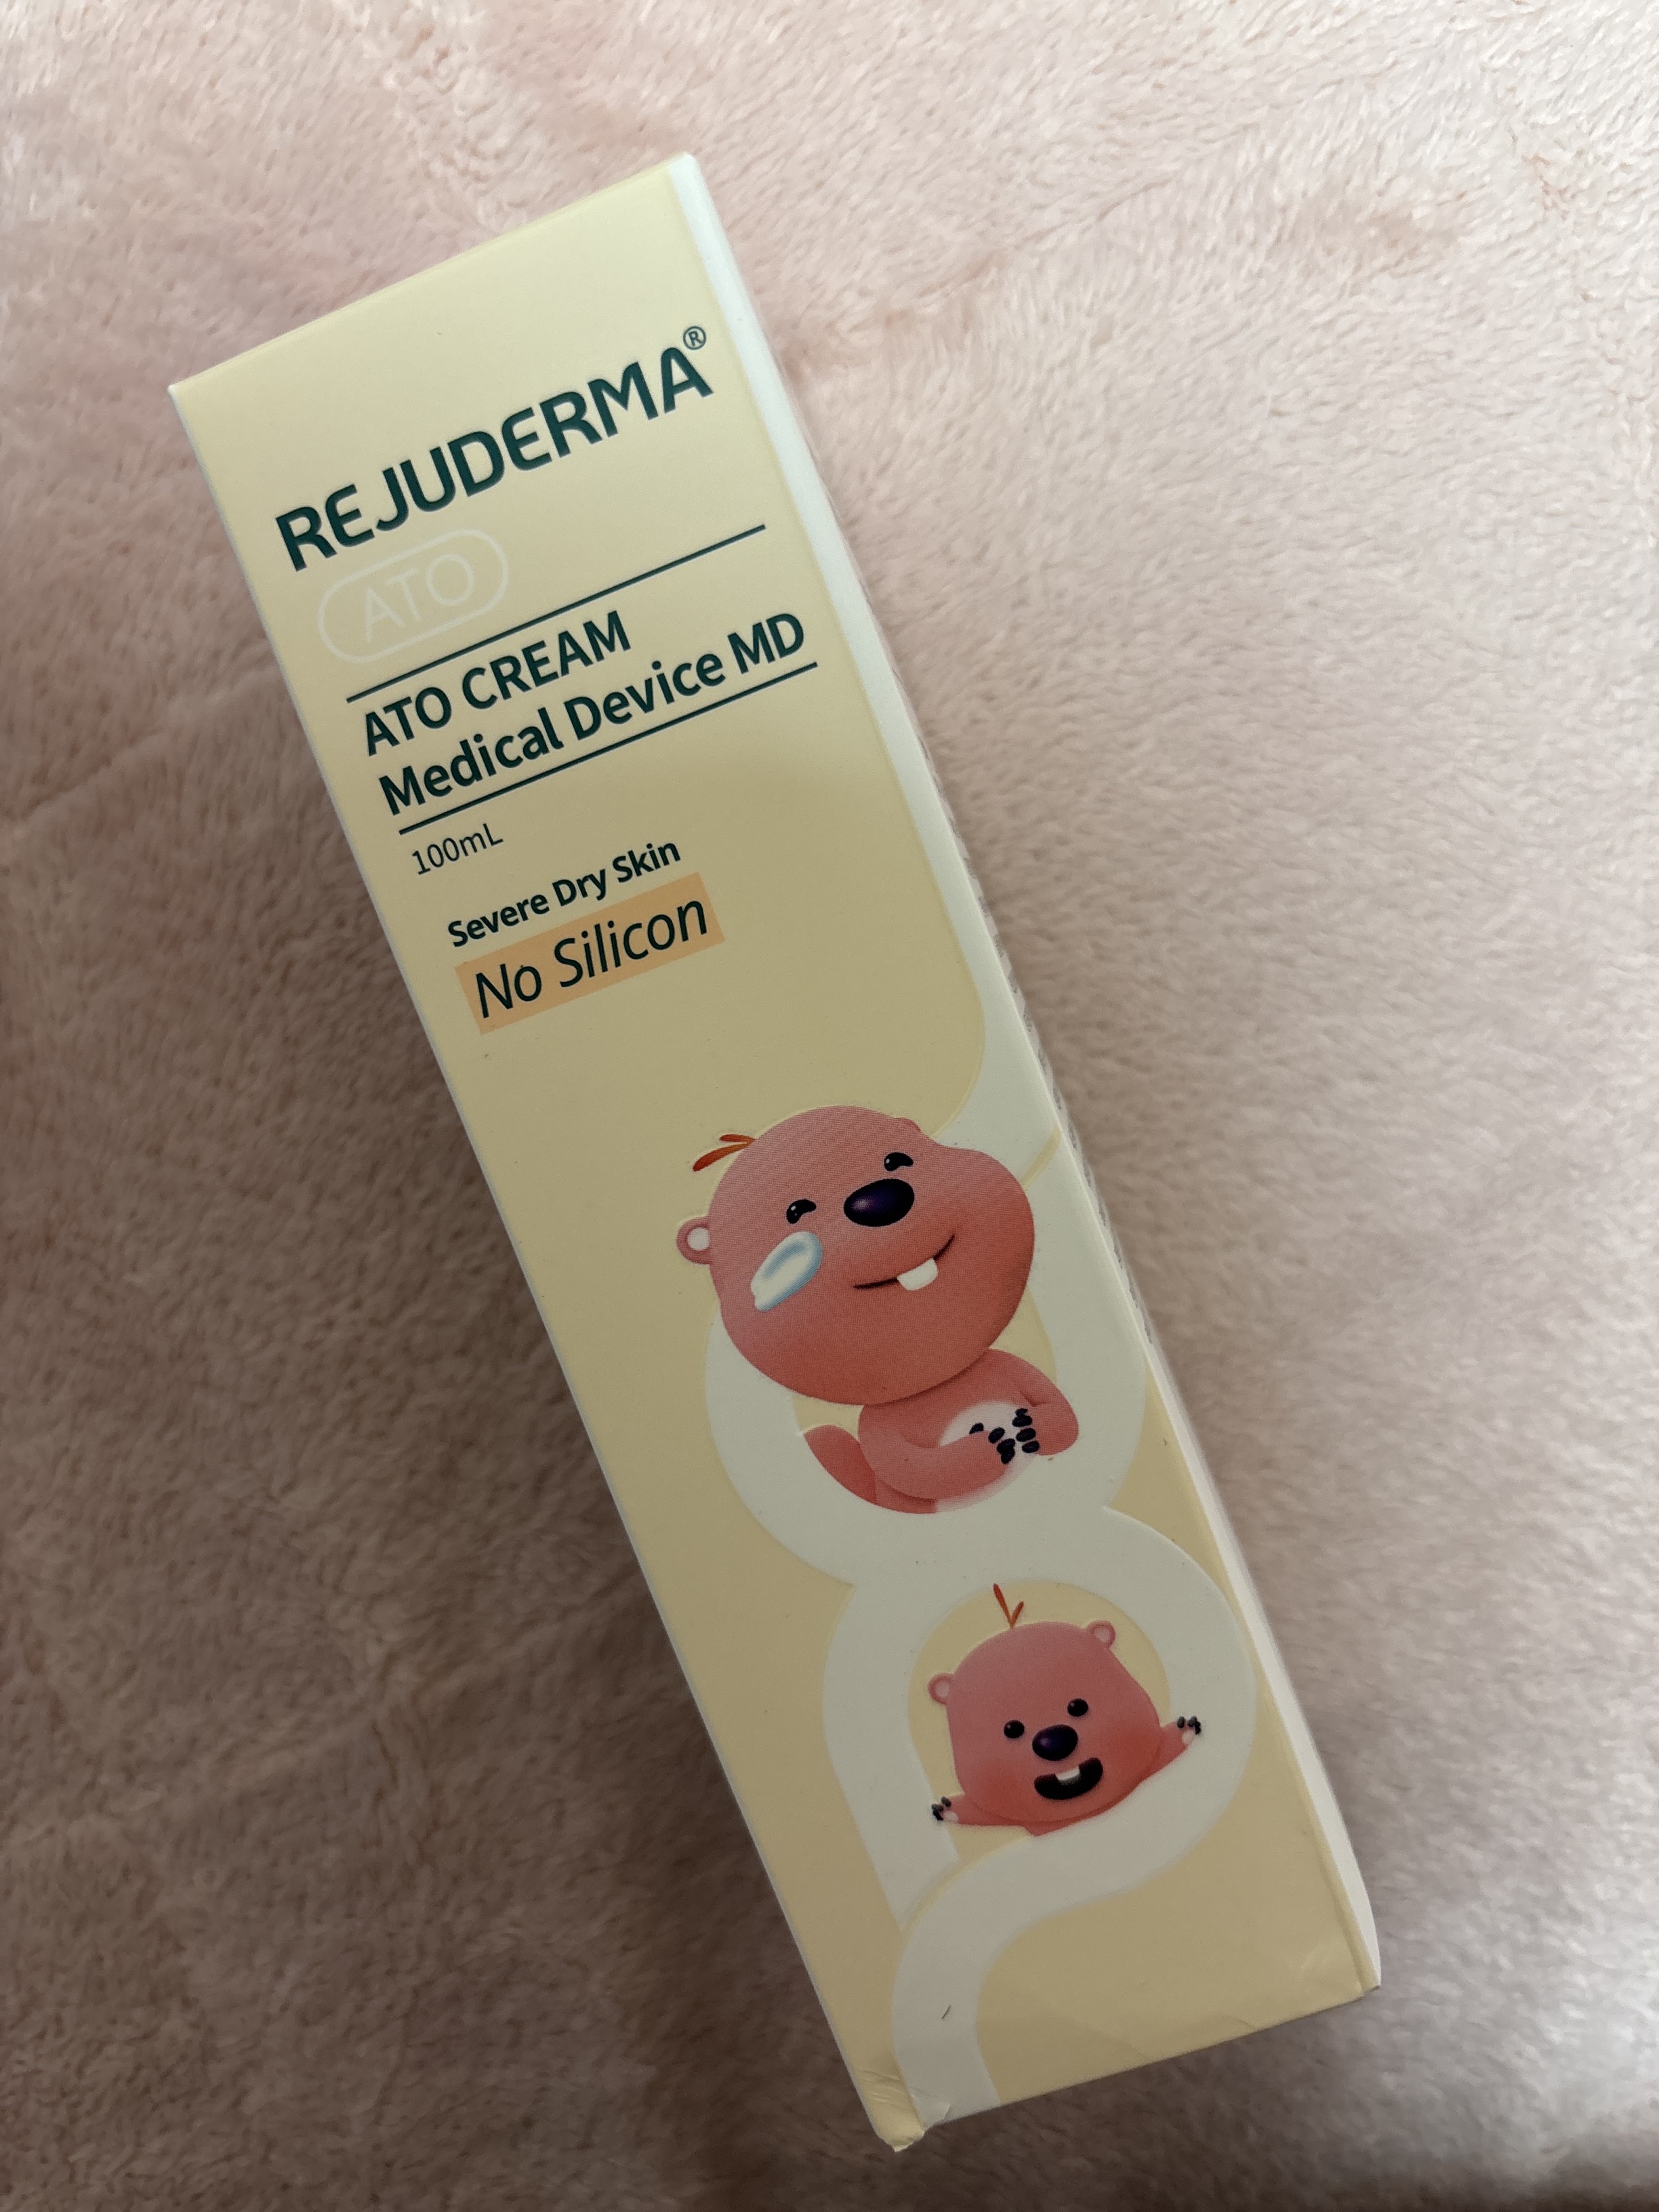 REJUDERMA®
ATO
ATO CREAM
Medical Device MD
100mL
Severe Dry Skin
No Silicon